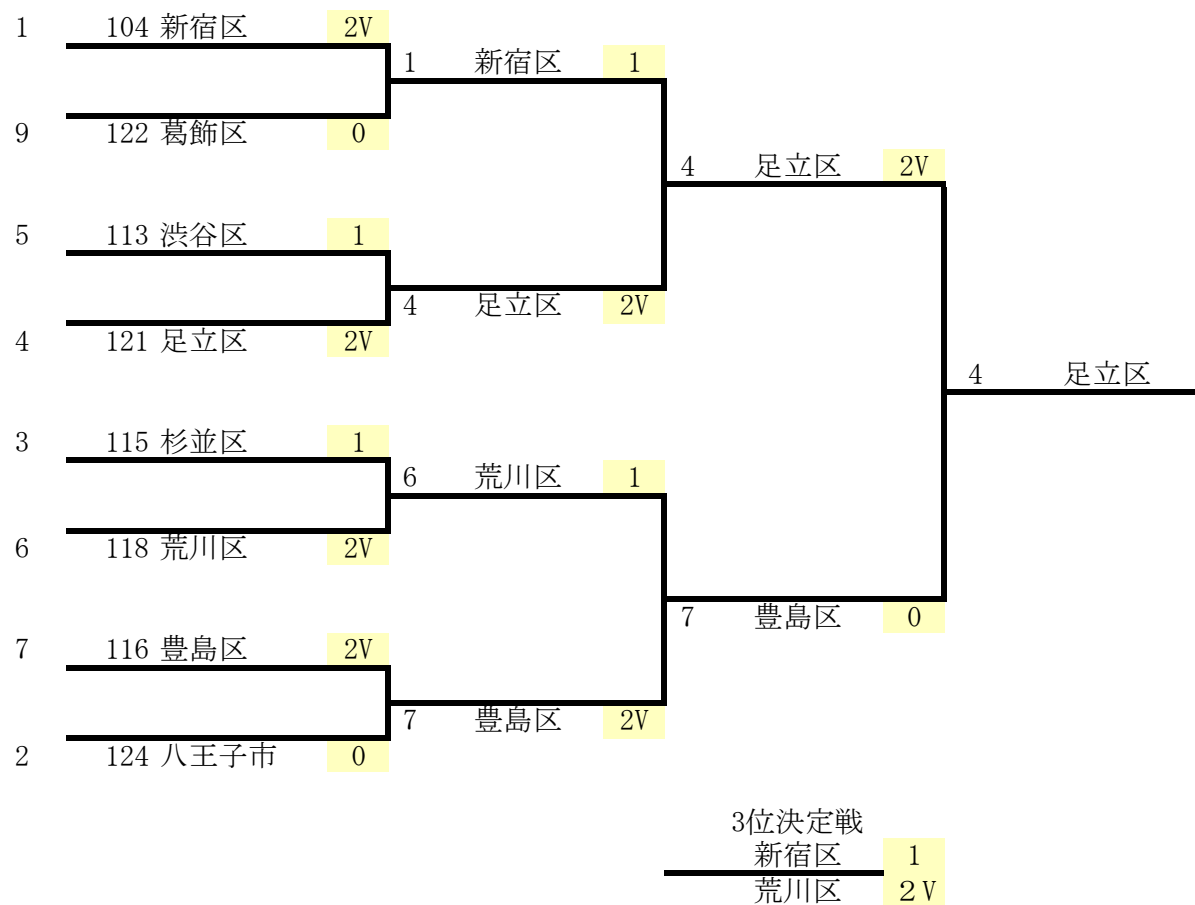 1 104 新宿区 2V
1 新宿区 1
9 122 葛飾区 0
4 足立区 2V
5 113 渋谷区 1
4 足立区 2V
4 121 足立区 2V
4 足立区
3 115 杉並区 1
6 荒川区 1
6 118 荒川区 2V
7 豊島区 0
7 116 豊島区 2V
7 豊島区 2V
2 124 八王子市 0
3位決定戦
新宿区 1
荒川区 ２V